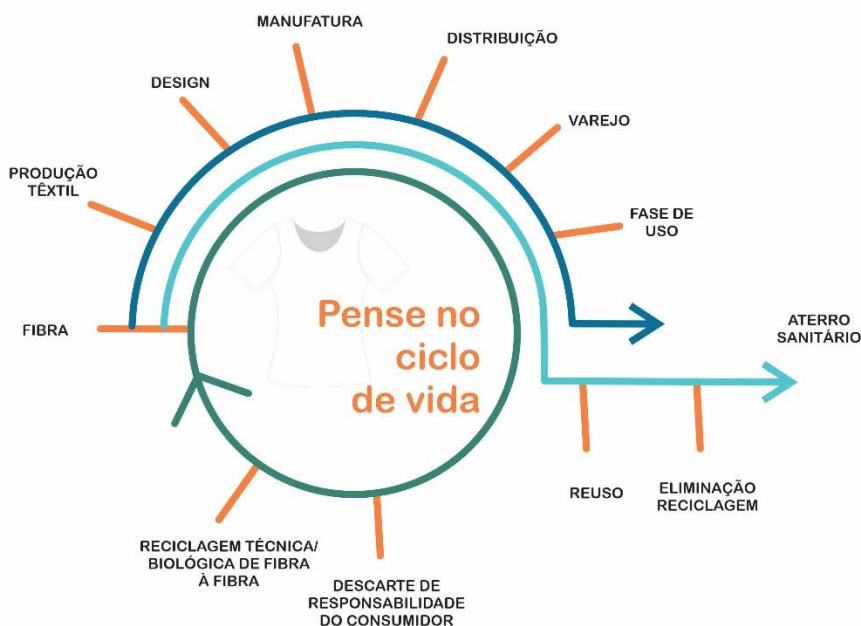 MANUFATURA
DISTRIBUIÇÃO
DESIGN
VAREJO
PRODUÇÃO
TÊXTIL
FASE DE
USO
FIBRA
Pense no
ciclo
de vida
ATERRO
SANITÁRIO
REUSO
ELIMINAÇÃO
RECICLAGEM
RECICLAGEM TÉCNICA/
BIOLÓGICA DE FIBRA
À FIBRA
DESCARTE DE
RESPONSABILIDADE
DO CONSUMIDOR